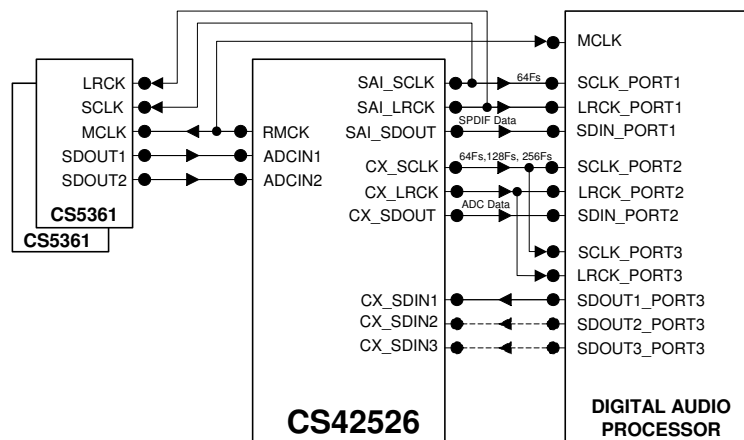 LRCK
SCLK
MCLK
SDOUT1
SDOUT2
CS5361
CS5361
RMCK
ADCIN1
ADCIN2
SAI_SCLK
SAI_LRCK
SAI_SDOUT
CX_SCLK
CX_LRCK
CX_SDOUT
CX_SDIN1
CX_SDIN2
CX_SDIN3
CS42526
64Fs
SPDIF Data
64Fs,128Fs, 256Fs
ADC Data
MCLK
SCLK_PORT1
LRCK_PORT1
SDIN_PORT1
SCLK_PORT2
LRCK_PORT2
SDIN_PORT2
SCLK_PORT3
LRCK_PORT3
SDOUT1_PORT3
SDOUT2_PORT3
SDOUT3_PORT3
DIGITAL AUDIO
PROCESSOR